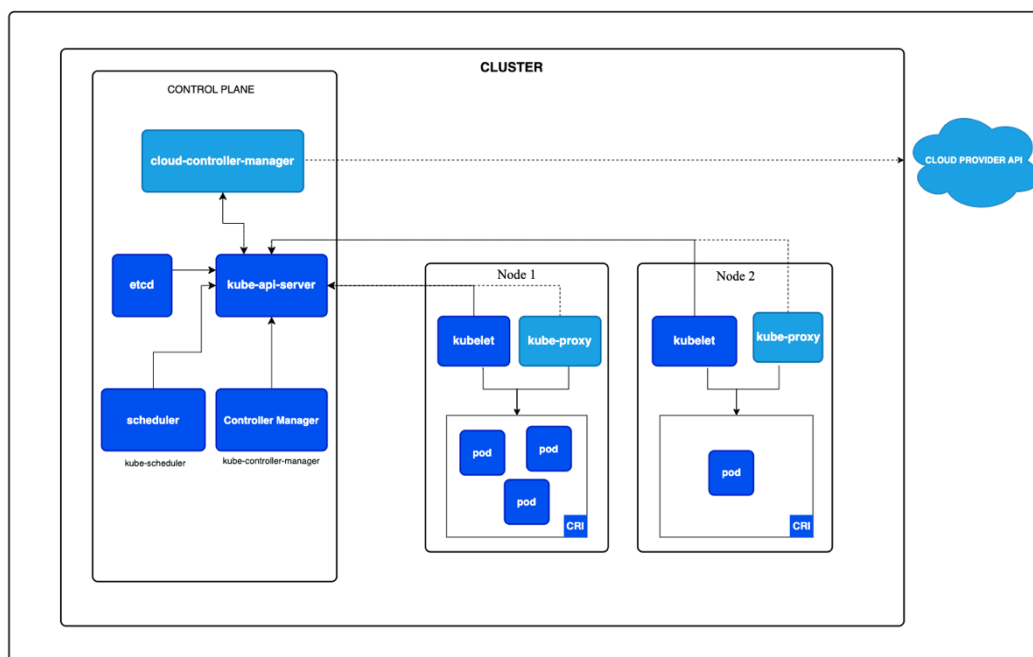 CLUSTER
CONTROL PLANE
cloud-controller-manager
CLOUD PROVIDER API
etcd
kube-api-server
scheduler
kube-scheduler
Controller Manager
kube-controller-manager
Node 1
kubelet
kube-proxy
pod
pod
pod
CRI
Node 2
kubelet
kube-proxy
pod
CRI